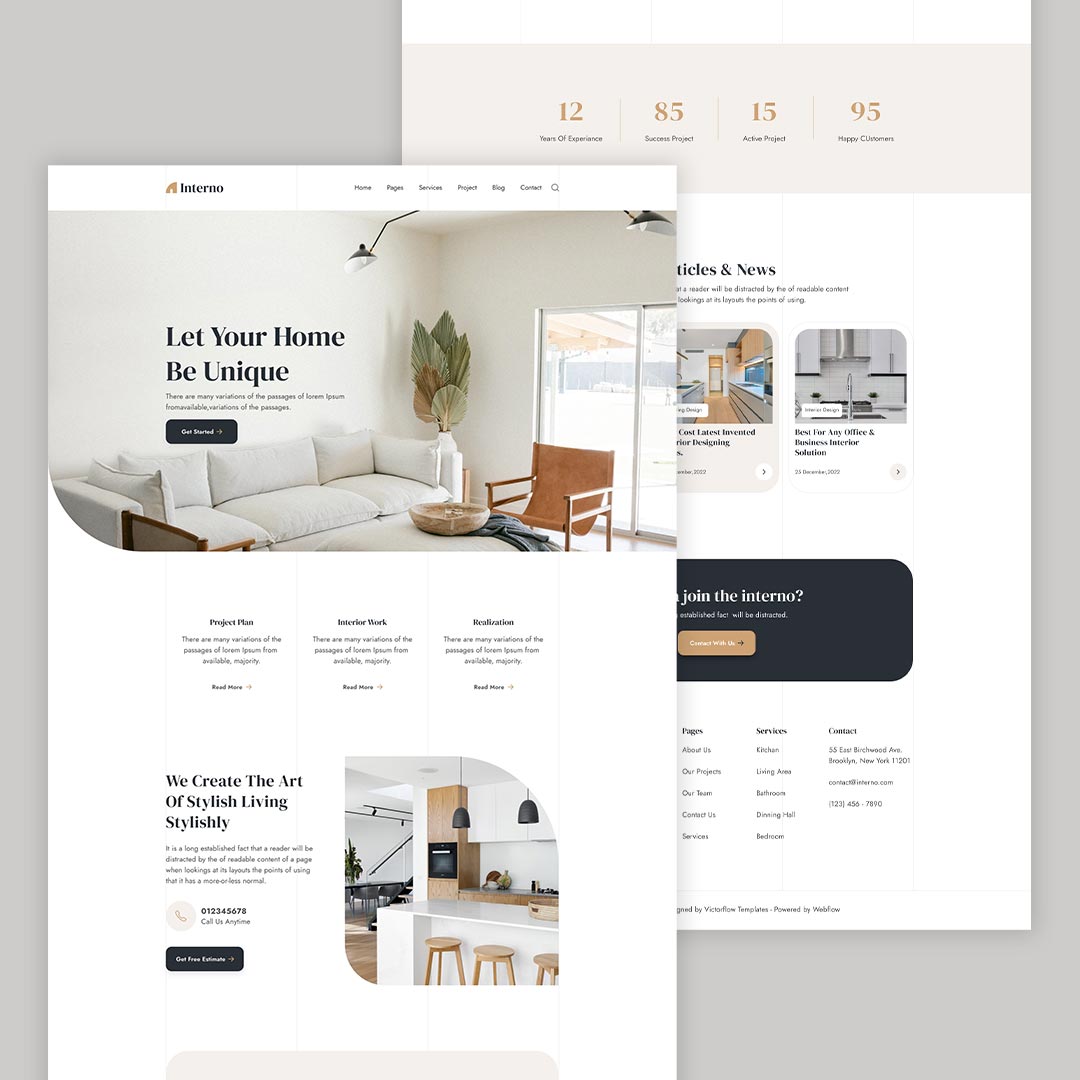 12
85
15
95
Years Of Experiance
Success Project
Active Project
Happy CUstomers
Interno
Home
Pages
Services
Project
Blog
Contact
Let Your Home
Be Unique
There are many variations of the passages of lorem Ipsum
fromavailable,variations of the passages.
Get Started
Project Plan
There are many variations of the
passages of lorem Ipsum from
available, majority.
Read More
Interior Work
There are many variations of the
passages of lorem Ipsum from
available, majority.
Read More
Realization
There are many variations of the
passages of lorem Ipsum from
available, majority.
Read More
We Create The Art
Of Stylish Living
Stylishly
It is a long established fact that a reader will be
distracted by the of readable content of a page
when lookings at its layouts the points of using
that it has a more-or-less normal.
012345678
Call Us Anytime
Get Free Estimate
ticles & News
at a reader will be distracted by the of readable content
lookings at its layouts the points of using.
ng Design
Cost Latest Invented
rior Designing
s.
ember,2022
Interior Design
Best For Any Office &
Business Interior
Solution
25 December,2022
join the interno?
established fact will be distracted.
Contact With Us
Pages
About Us
Our Projects
Our Team
Contact Us
Services
Services
Kitchan
Living Area
Bathroom
Dinning Hall
Bedroom
Contact
55 East Birchwood Ave.
Brooklyn, New York 11201
contact@interno.com
(123) 456 - 7890
gned by Victorflow Templates - Powered by Webflow